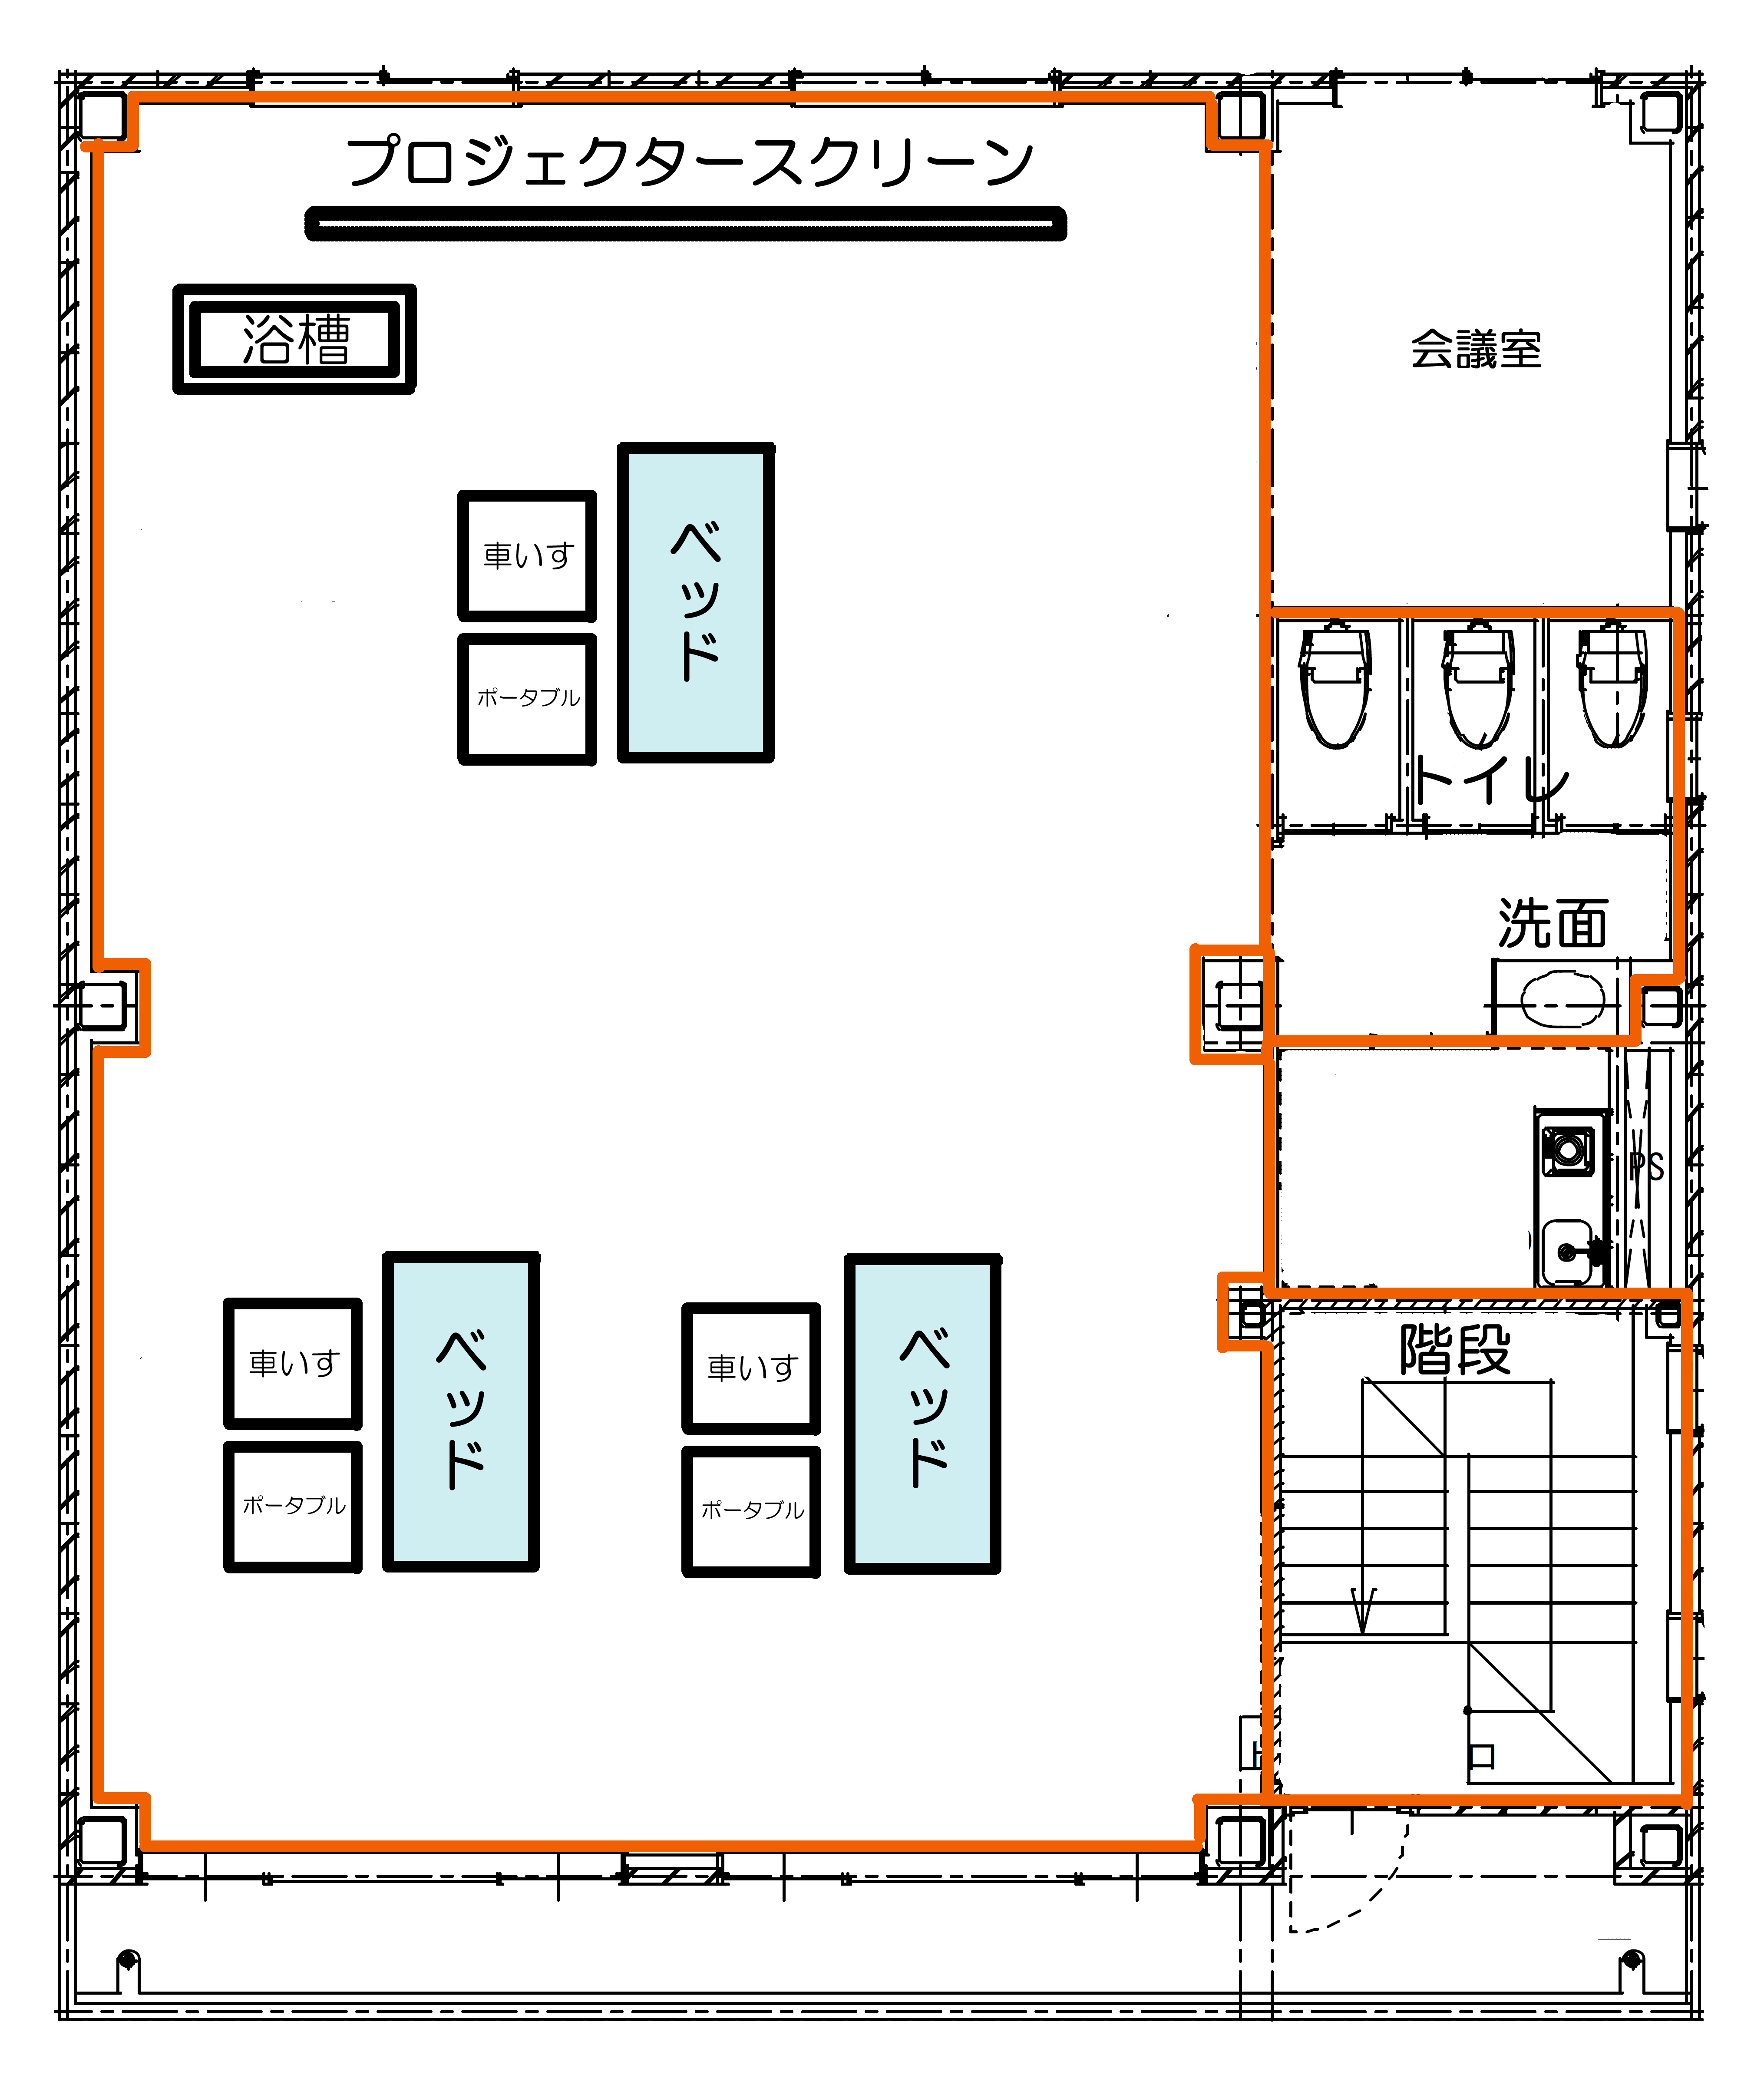 プロジェクタースクリーン
浴槽
会議室
車いす
ベッド
ポータブル
トイレ
洗面
PS
車いす
ベッド
ポータブル
車いす
ベッド
ポータブル
階段